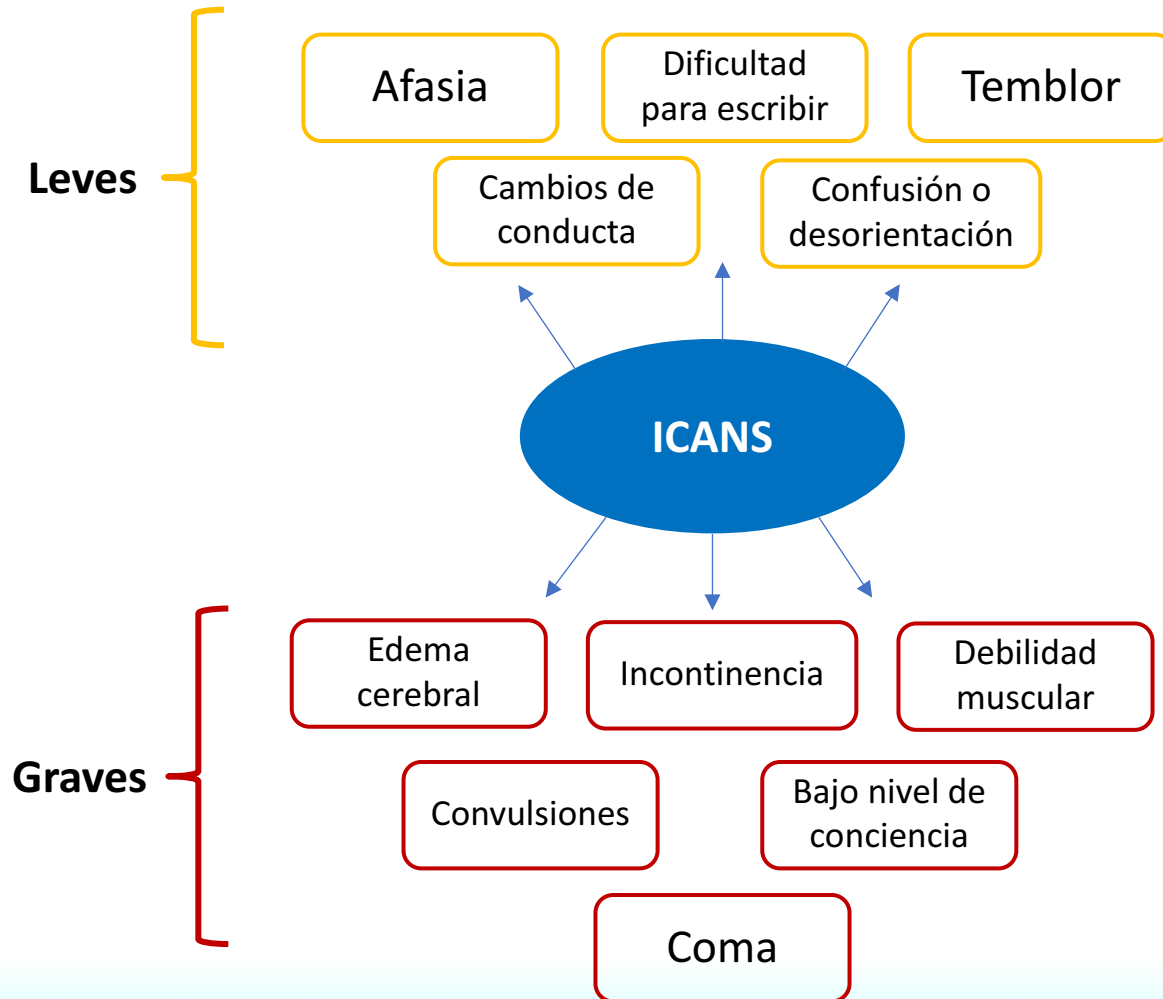 Afasia
Dificultad
para escribir
Temblor
Leves
Cambios de
conducta
Confusión o
desorientación
ICANS
Edema
cerebral
Incontinencia
Debilidad
muscular
Graves
Convulsiones
Bajo nivel de
conciencia
Coma